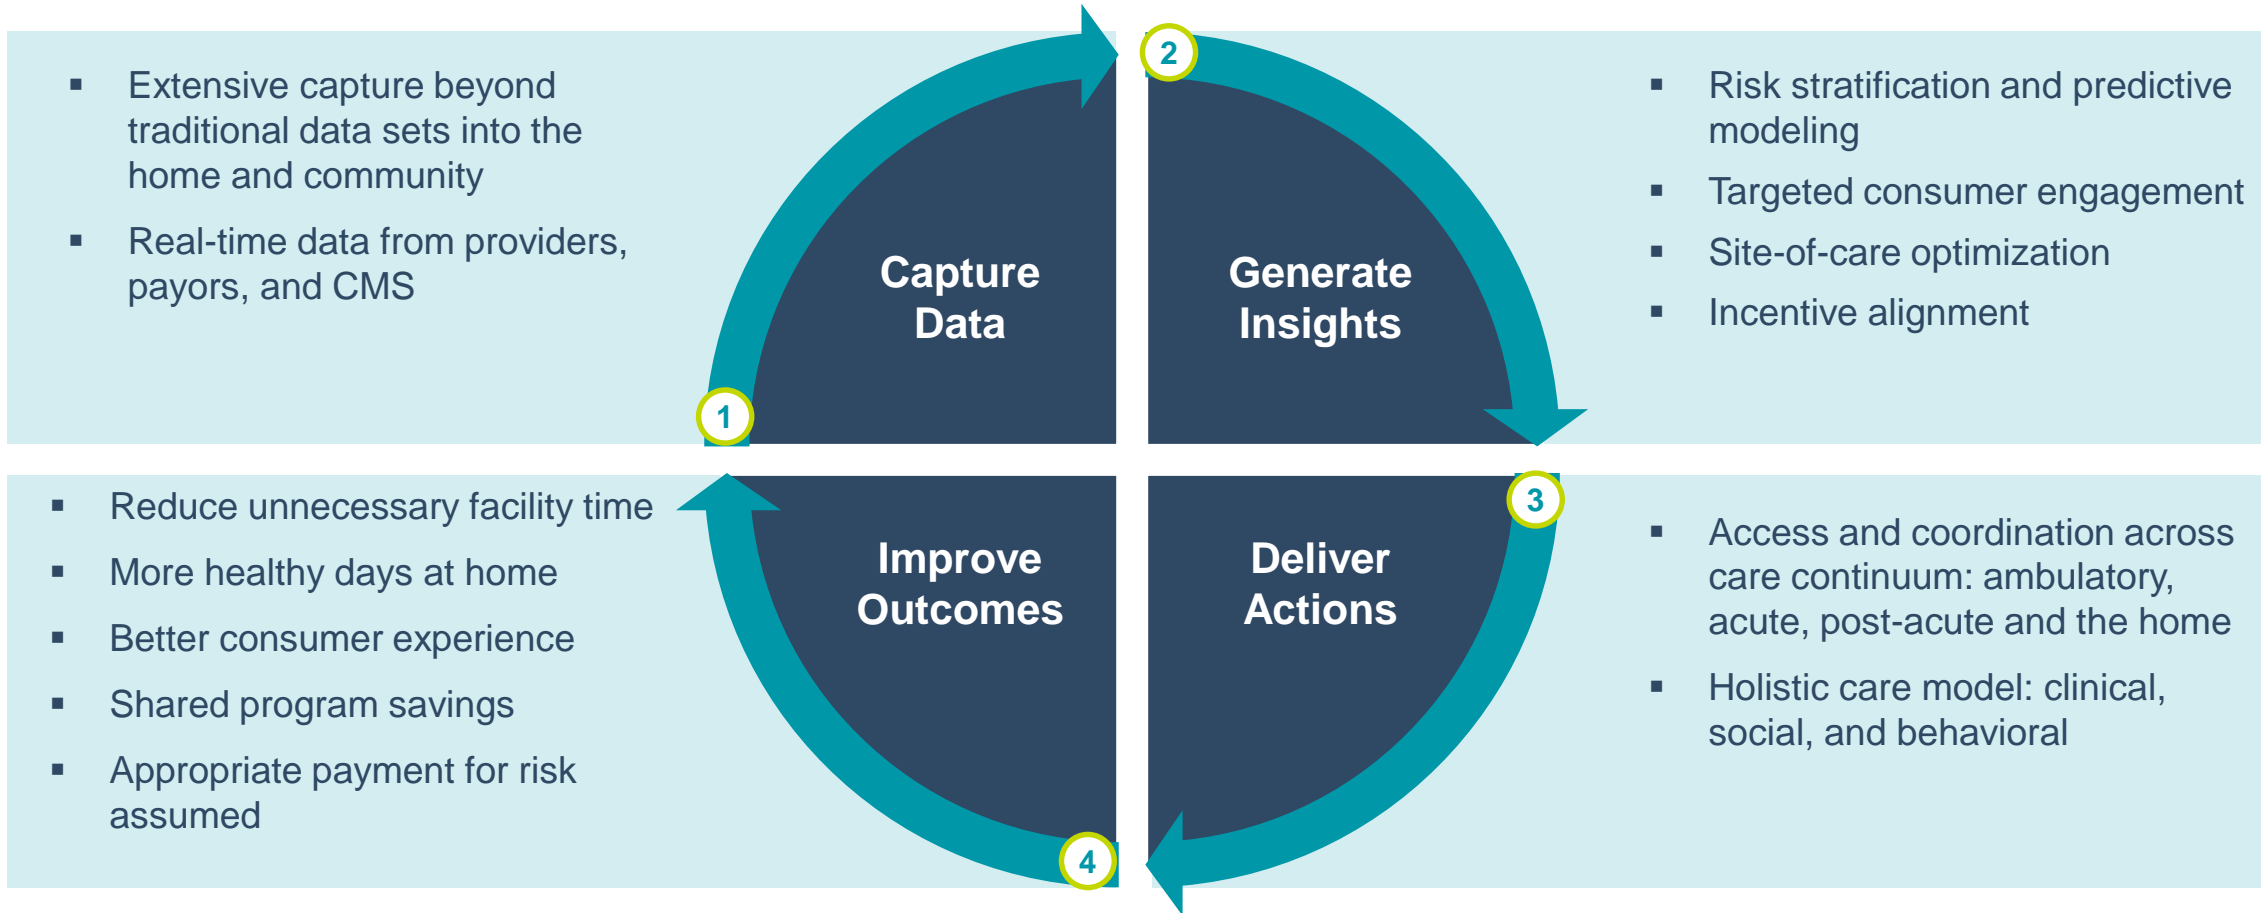 ▪ Extensive capture beyond
traditional data sets into the
home and community
▪ Real-time data from providers,
payors, and CMS
1
Capture
Data
2
Generate
Insights
▪ Risk stratification and predictive
modeling
▪ Targeted consumer engagement
▪ Site-of-care optimization
▪ Incentive alignment
3
Deliver
Actions
▪ Access and coordination across
care continuum: ambulatory,
acute, post-acute and the home
▪ Holistic care model: clinical,
social, and behavioral
4
Improve
Outcomes
▪ Reduce unnecessary facility time
▪ More healthy days at home
▪ Better consumer experience
▪ Shared program savings
▪ Appropriate payment for risk
assumed